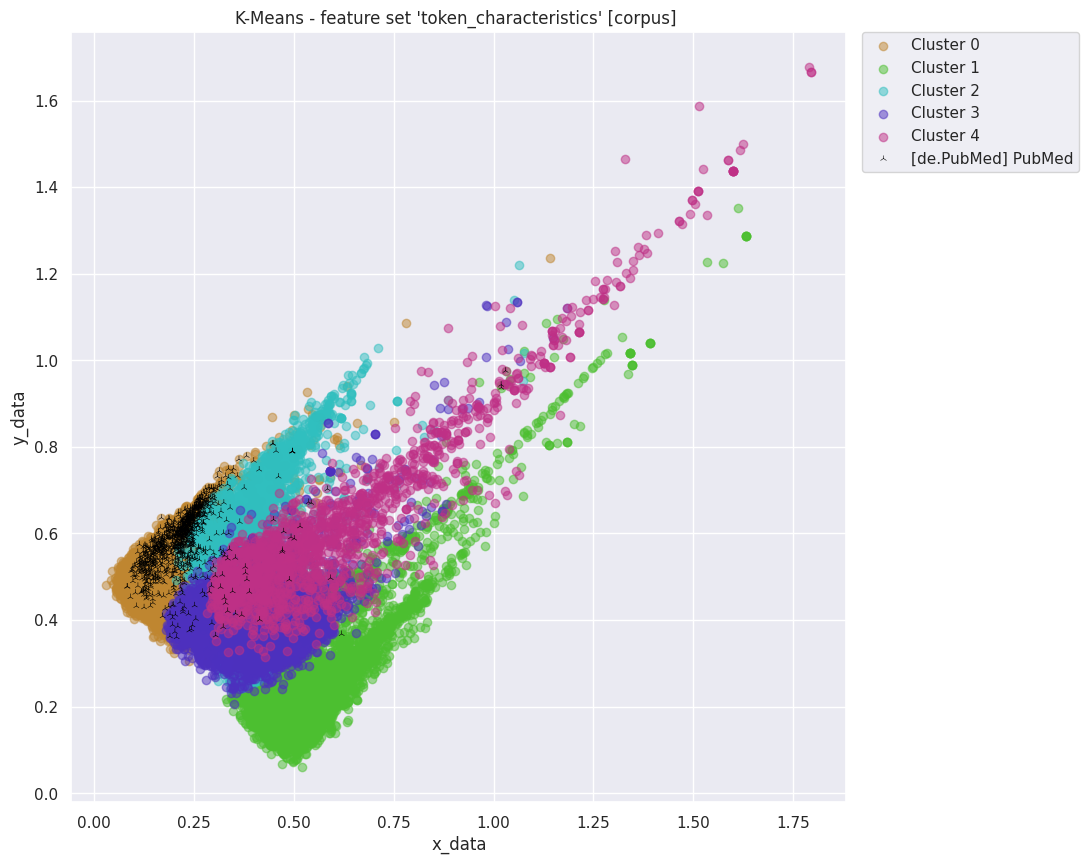 K-Means - feature set 'token_characteristics' [corpus]
Cluster 0
Cluster 1
Cluster 2
Cluster 3
Cluster 4
[de.PubMed] PubMed
1.6
1.4
1.2
1.0
0.8
0.6
0.4
0.2
0.0
y_data
0.00 0.25 0.50 0.75 1.00 1.25 1.50 1.75
x_data